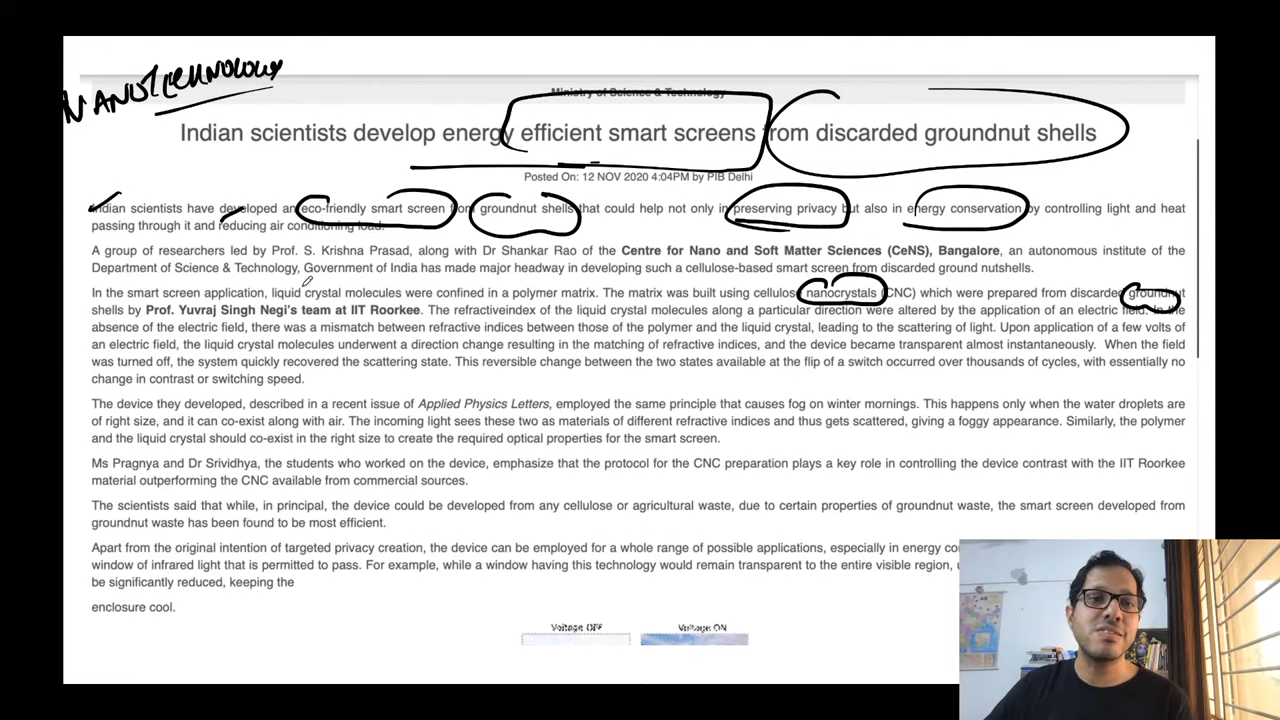 NANOTECHNOLOGY
Ministry of Science & Technology
Indian scientists develop energy efficient smart screens from discarded groundnut shells
Posted On: 12 NOV 2020 4:04PM by PIB Delhi
Indian scientists have developed an eco-friendly smart screen from groundnut shells that could help not only in preserving privacy but also in energy conservation by controlling light and heat
passing through it and reducing air conditioning load.
A group of researchers led by Prof. S. Krishna Prasad, along with Dr Shankar Rao of the Centre for Nano and Soft Matter Sciences (CeNS), Bangalore, an autonomous institute of the
Department of Science & Technology, Government of India has made major headway in developing such a cellulose-based smart screen from discarded ground nutshells.
In the smart screen application, liquid crystal molecules were confined in a polymer matrix. The matrix was built using cellulose nanocrystals (CNC) which were prepared from discarded groundnut
shells by Prof. Yuvraj Singh Negi's team at IIT Roorkee. The refractiveindex of the liquid crystal molecules along a particular direction were altered by the application of an electric field. In the
absence of the electric field, there was a mismatch between refractive indices between those of the polymer and the liquid crystal, leading to the scattering of light. Upon application of a few volts of
an electric field, the liquid crystal molecules underwent a direction change resulting in the matching of refractive indices, and the device became transparent almost instantaneously. When the field
was turned off, the system quickly recovered the scattering state. This reversible change between the two states available at the flip of a switch occurred over thousands of cycles, with essentially no
change in contrast or switching speed.
The device they developed, described in a recent issue of Applied Physics Letters, employed the same principle that causes fog on winter mornings. This happens only when the water droplets are
of right size, and it can co-exist along with air. The incoming light sees these two as materials of different refractive indices and thus gets scattered, giving a foggy appearance. Similarly, the polymer
and the liquid crystal should co-exist in the right size to create the required optical properties for the smart screen.
Ms Pragnya and Dr Srividhya, the students who worked on the device, emphasize that the protocol for the CNC preparation plays a key role in controlling the device contrast with the IIT Roorkee
material outperforming the CNC available from commercial sources.
The scientists said that while, in principal, the device could be developed from any cellulose or agricultural waste, due to certain properties of groundnut waste, the smart screen developed from
groundnut waste has been found to be most efficient.
Apart from the original intention of targeted privacy creation, the device can be employed for a whole range of possible applications, especially in energy
window of infrared light that is permitted to pass. For example, while a window having this technology would remain transparent to the entire visible region,
be significantly reduced, keeping the
enclosure cool.
Voltage OFF Voltage ON